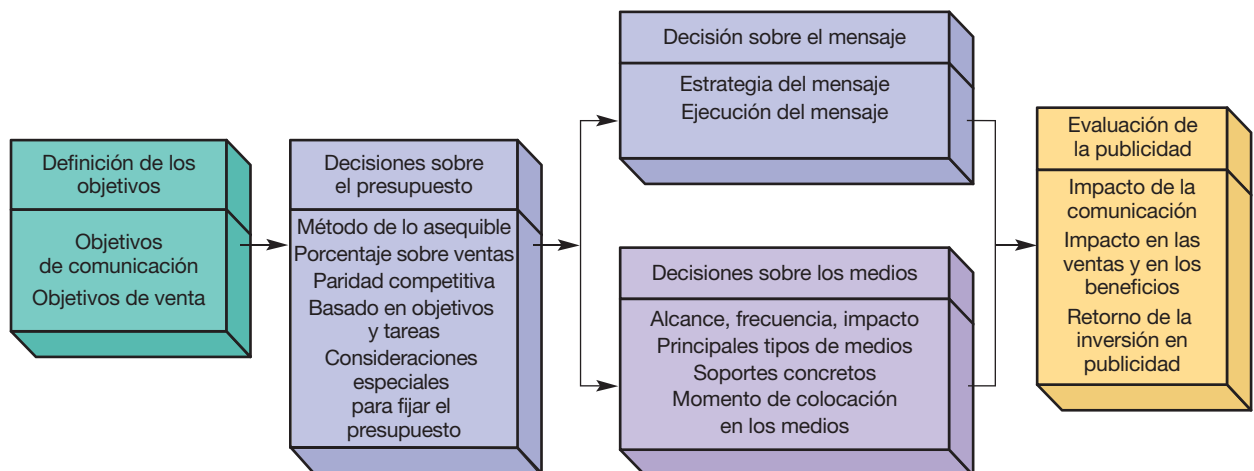 Definición de los
objetivos
Objetivos
de comunicación
Objetivos de venta
Decisiones sobre
el presupuesto
Método de lo asequible
Porcentaje sobre ventas
Paridad competitiva
Basado en objetivos
y tareas
Consideraciones
especiales
para fijar el
presupuesto
Decisión sobre el mensaje
Estrategia del mensaje
Ejecución del mensaje
Decisiones sobre los medios
Alcance, frecuencia, impacto
Principales tipos de medios
Soportes concretos
Momento de colocación
en los medios
Evaluación de
la publicidad
Impacto de la
comunicación
Impacto en las
ventas y en los
beneficios
Retorno de la
inversión en
publicidad